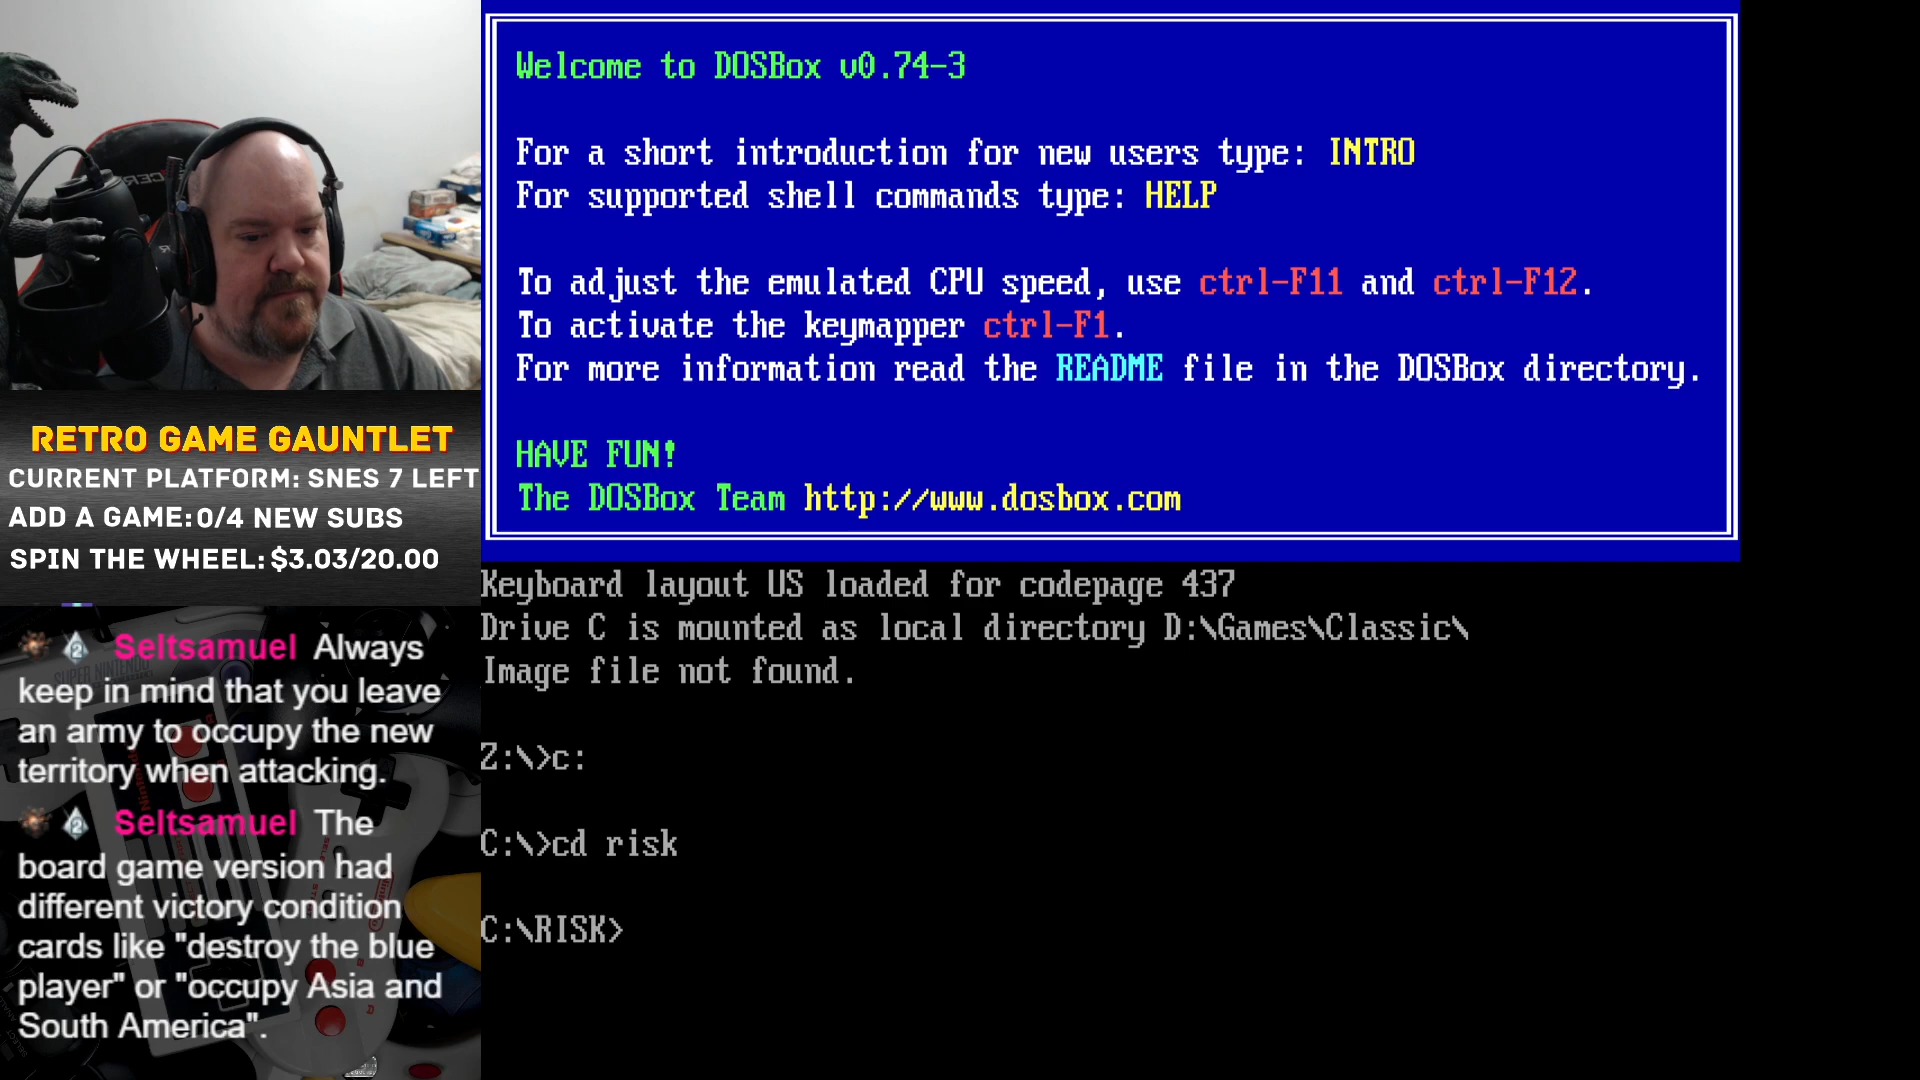 Welcome to DOSBox v0.74-3
For a short introduction for new users type: INTRO
For supported shell commands type: HELP
To adjust the emulated CPU speed, use ctrl-F11 and ctrl-F12.
To activate the keymapper ctrl-F1.
For more information read the README file in the DOSBox directory.
HAVE FUN!
The DOSBox Team http://www.dosbox.com
Keyboard layout US loaded for codepage 437
Drive C is mounted as local directory D:\Games\Classic\
Image file not found.
Z:\>c:
C:\>cd risk
C:\RISK>
RETRO GAME GAUNTLET
CURRENT PLATFORM: SNES 7 LEFT
ADD A GAME: 0/4 NEW SUBS
SPIN THE WHEEL: $3.03/20.00
Seltsamuel Always
keep in mind that you leave
an army to occupy the new
territory when attacking.
Seltsamuel The
board game version had
different victory condition
cards like "destroy the blue
player" or "occupy Asia and
South America".